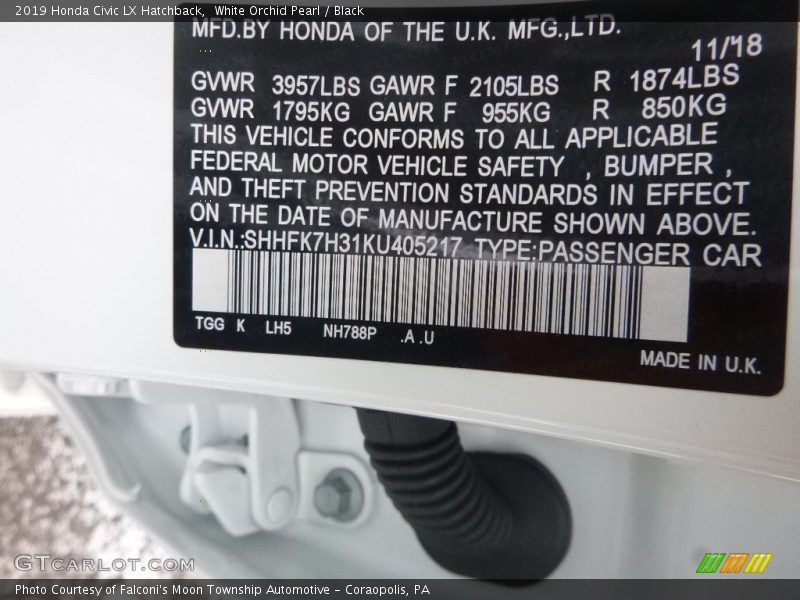 2019 Honda Civic LX Hatchback, White Orchid Pearl / Black
MFD.BY HONDA OF THE U.K. MFG.,LTD.
11/'18
GVWR 3957LBS GAWR F 2105LBS R 1874LBS
GVWR 1795KG GAWR F 955KG R 850KG
THIS VEHICLE CONFORMS TO ALL APPLICABLE
FEDERAL MOTOR VEHICLE SAFETY , BUMPER ,
AND THEFT PREVENTION STANDARDS IN EFFECT
ON THE DATE OF MANUFACTURE SHOWN ABOVE.
V.I.N.:SHHFK7H31KU405217 TYPE:PASSENGER CAR
TGG K LH5 NH788P .A .U
MADE IN U.K.
GTCARLOT.COM
Photo Courtesy of Falconi's Moon Township Automotive - Coraopolis, PA